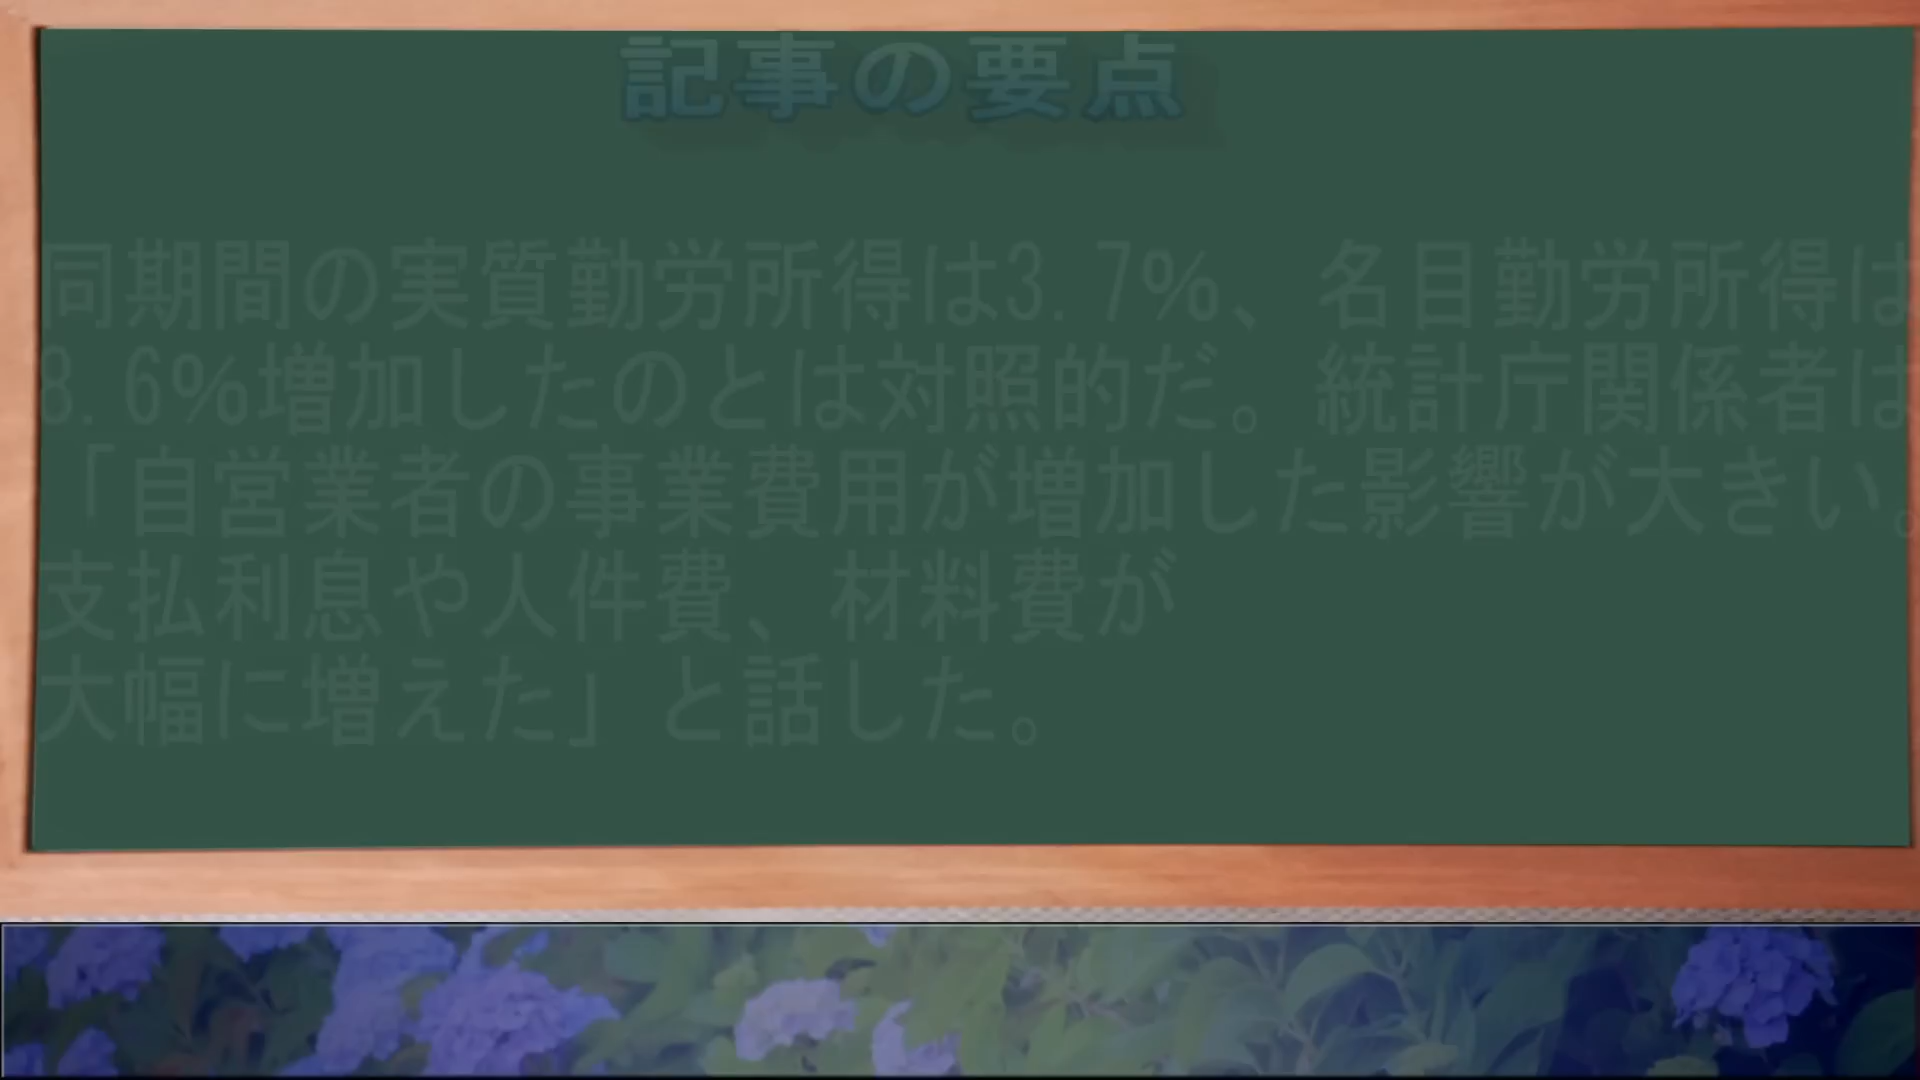 記事の要点
同期間の実質勤労所得は3.7%、名目勤労所得は
8.6%増加したのとは対照的だ。統計庁関係者は
「自営業者の事業費用が増加した影響が大きい。
支払利息や人件費、材料費が
大幅に増えた」と話した。